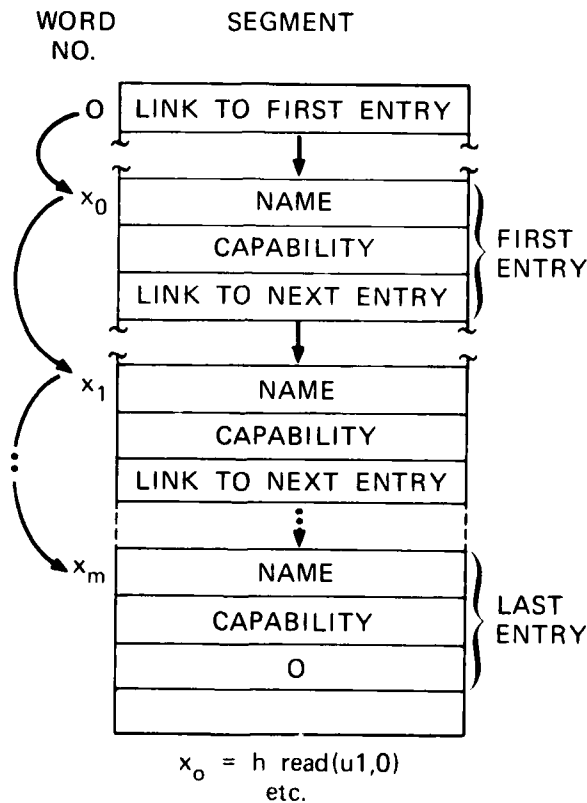 WORD NO.
SEGMENT
0 LINK TO FIRST ENTRY
x0 NAME
CAPABILITY
LINK TO NEXT ENTRY
FIRST ENTRY
x1 NAME
CAPABILITY
LINK TO NEXT ENTRY
xm NAME
CAPABILITY
0
LAST ENTRY
xo = h read(u1,0)
etc.